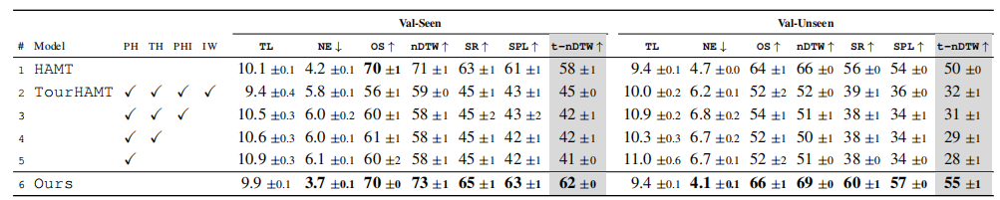 Val-Seen Val-Unseen
# Model PH TH PHI IW TL NE ↓ OS ↑ nDTW ↑ SR ↑ SPL ↑ t-nDTW ↑ TL NE ↓ OS ↑ nDTW ↑ SR ↑ SPL ↑ t-nDTW ↑
1 HAMT 10.1 ±0.1 4.2 ±0.1 70 ±1 71 ±1 63 ±1 61 ±1 58 ±1 9.4 ±0.1 4.7 ±0.0 64 ±1 66 ±0 56 ±0 54 ±0 50 ±0
2 TourHAMT ✓ ✓ ✓ ✓ 9.4 ±0.4 5.8 ±0.1 56 ±1 59 ±0 45 ±1 43 ±1 45 ±0 10.0 ±0.2 6.2 ±0.1 52 ±2 52 ±0 39 ±1 36 ±0 32 ±1
3 ✓ ✓ ✓ 10.5 ±0.3 6.0 ±0.2 60 ±1 58 ±1 45 ±2 43 ±2 42 ±1 10.9 ±0.2 6.8 ±0.2 54 ±1 51 ±1 38 ±1 34 ±1 31 ±1
4 ✓ ✓ 10.6 ±0.3 6.0 ±0.1 61 ±1 58 ±1 45 ±1 42 ±1 42 ±1 10.3 ±0.3 6.7 ±0.2 52 ±1 50 ±1 38 ±1 34 ±1 29 ±1
5 ✓ 10.9 ±0.3 6.1 ±0.1 60 ±2 58 ±1 45 ±1 42 ±1 41 ±0 11.0 ±0.6 6.7 ±0.1 52 ±2 51 ±0 38 ±0 34 ±0 28 ±1
6 Ours 9.9 ±0.1 3.7 ±0.1 70 ±0 73 ±1 65 ±1 63 ±1 62 ±0 9.4 ±0.1 4.1 ±0.1 66 ±1 69 ±0 60 ±1 57 ±0 55 ±1